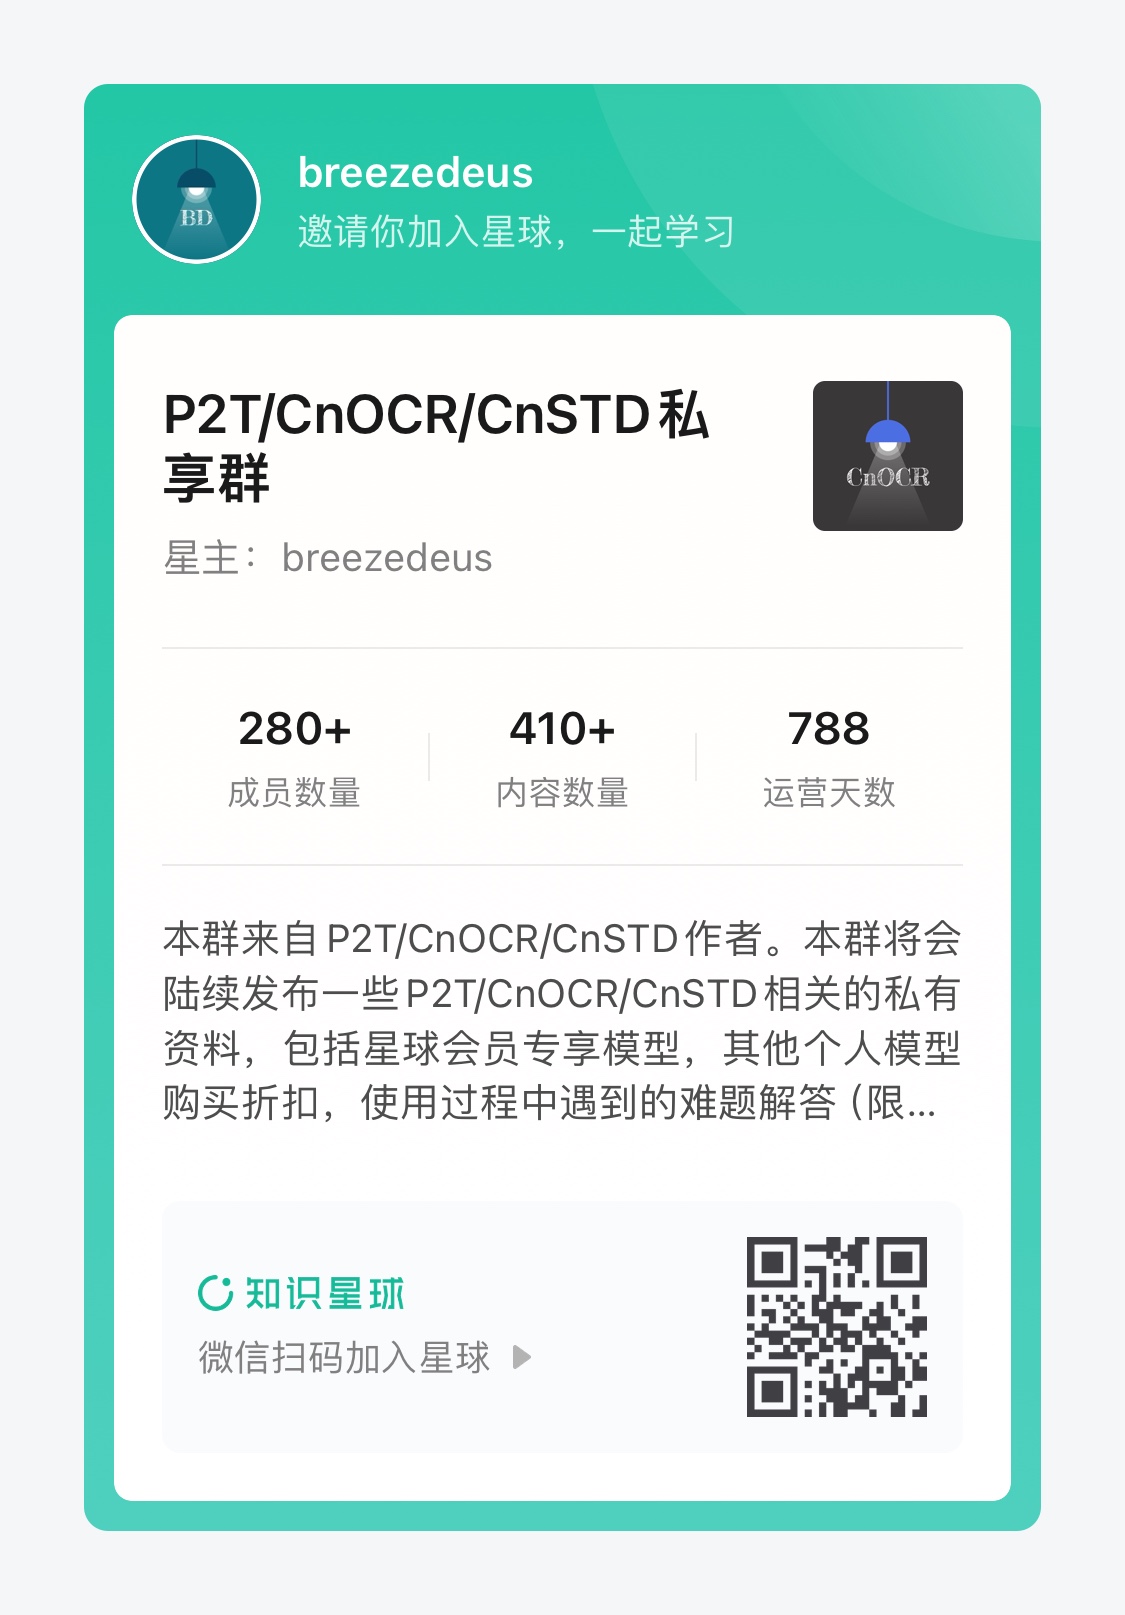 BD
breezedeus
邀请你加入星球，一起学习
P2T/CnOCR/CnSTD私
享群
CnOCR
星主：breezedeus
280+
成员数量
410+
内容数量
788
运营天数
本群来自P2T/CnOCR/CnSTD作者。本群将会
陆续发布一些P2T/CnOCR/CnSTD相关的私有
资料，包括星球会员专享模型，其他个人模型
购买折扣，使用过程中遇到的难题解答（限...
知识星球
微信扫码加入星球